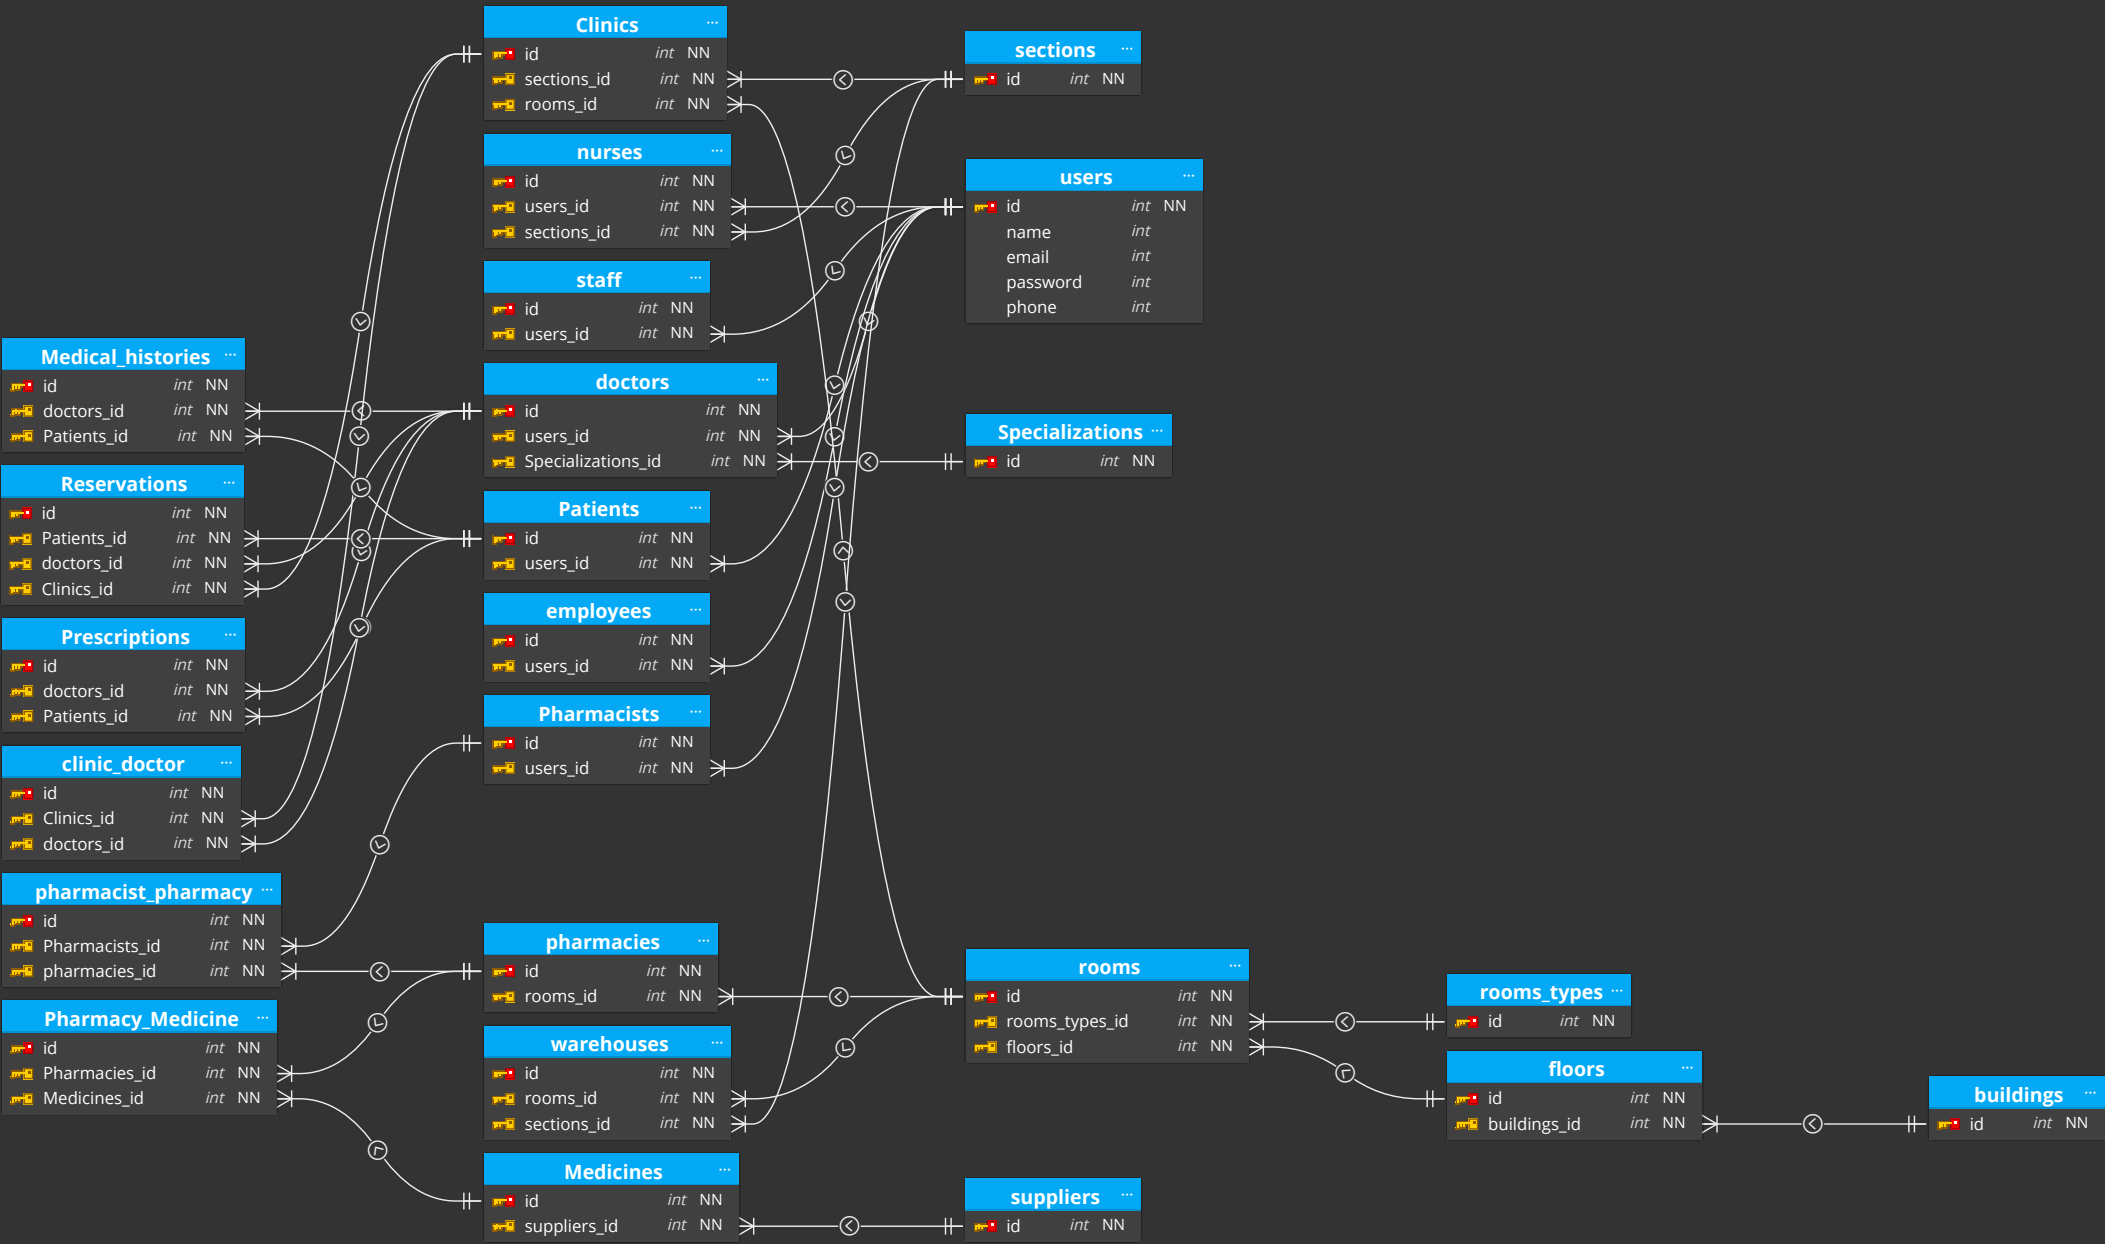 Clinics ...
id int NN
sections_id int NN
rooms_id int NN
sections ...
id int NN
nurses ...
id int NN
users_id int NN
sections_id int NN
users ...
id int NN
name int
email int
password int
phone int
staff ...
id int NN
users_id int NN
Medical_histories ...
id int NN
doctors_id int NN
Patients_id int NN
doctors ...
id int NN
users_id int NN
Specializations_id int NN
Specializations ...
id int NN
Reservations ...
id int NN
Patients_id int NN
doctors_id int NN
Clinics_id int NN
Patients ...
id int NN
users_id int NN
employees ...
id int NN
users_id int NN
Prescriptions ...
id int NN
doctors_id int NN
Patients_id int NN
Pharmacists ...
id int NN
users_id int NN
clinic_doctor ...
id int NN
Clinics_id int NN
doctors_id int NN
pharmacist_pharmacy ...
id int NN
Pharmacists_id int NN
pharmacies_id int NN
pharmacies ...
id int NN
rooms_id int NN
rooms ...
id int NN
rooms_types_id int NN
floors_id int NN
rooms_types ...
id int NN
Pharmacy_Medicine ...
id int NN
Pharmacies_id int NN
Medicines_id int NN
warehouses ...
id int NN
rooms_id int NN
sections_id int NN
floors ...
id int NN
buildings_id int NN
buildings ...
id int NN
Medicines ...
id int NN
suppliers_id int NN
suppliers ...
id int NN